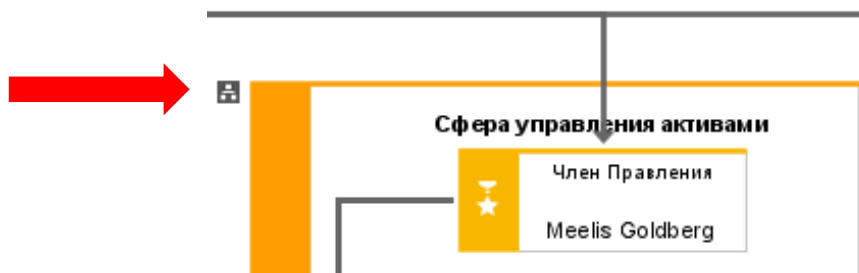 Сфера управления активами
Член Правления
Meelis Goldberg